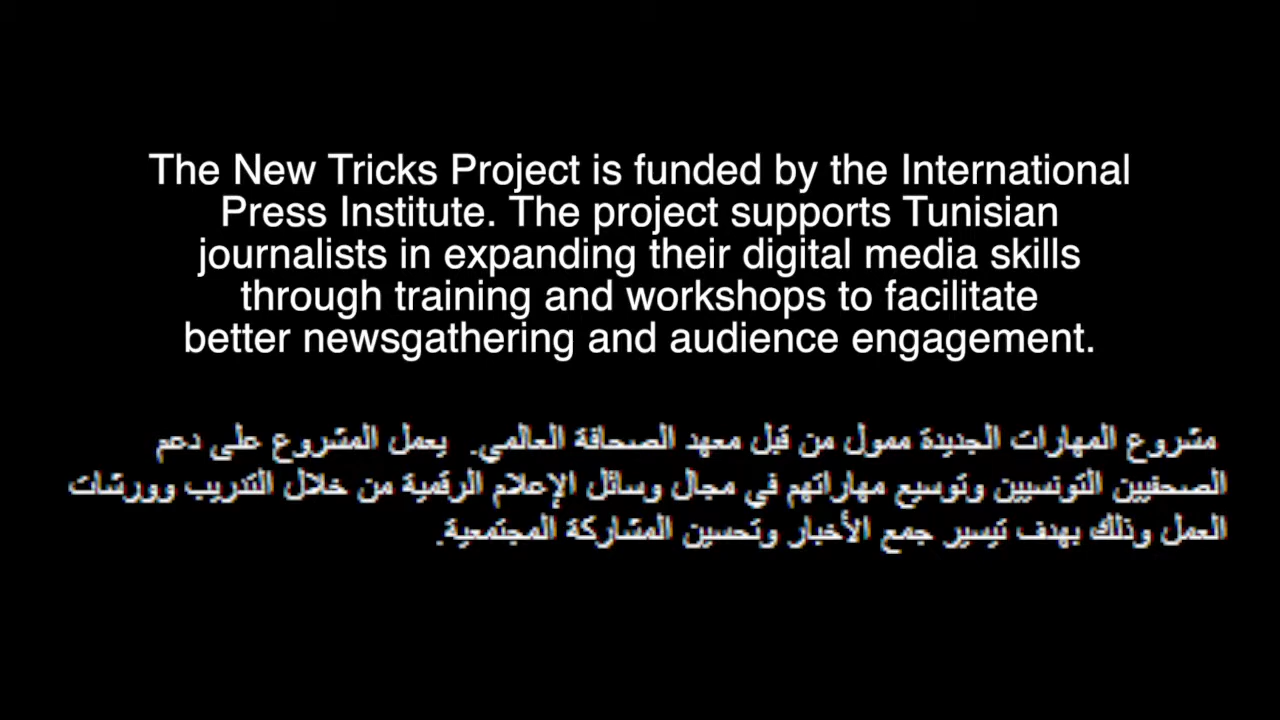 The New Tricks Project is funded by the International
Press Institute. The project supports Tunisian
journalists in expanding their digital media skills
through training and workshops to facilitate
better newsgathering and audience engagement.
مشروع المهارات الجديدة ممول من قبل معهد الصحافة العالمي. يعمل المشروع على دعم
الصحفيين التونسيين وتوسيع مهاراتهم في مجال وسائل الإعلام الرقمية من خلال التدريب وورشات
العمل وذلك بهدف تيسير جمع الأخبار وتحسين المشاركة المجتمعية.